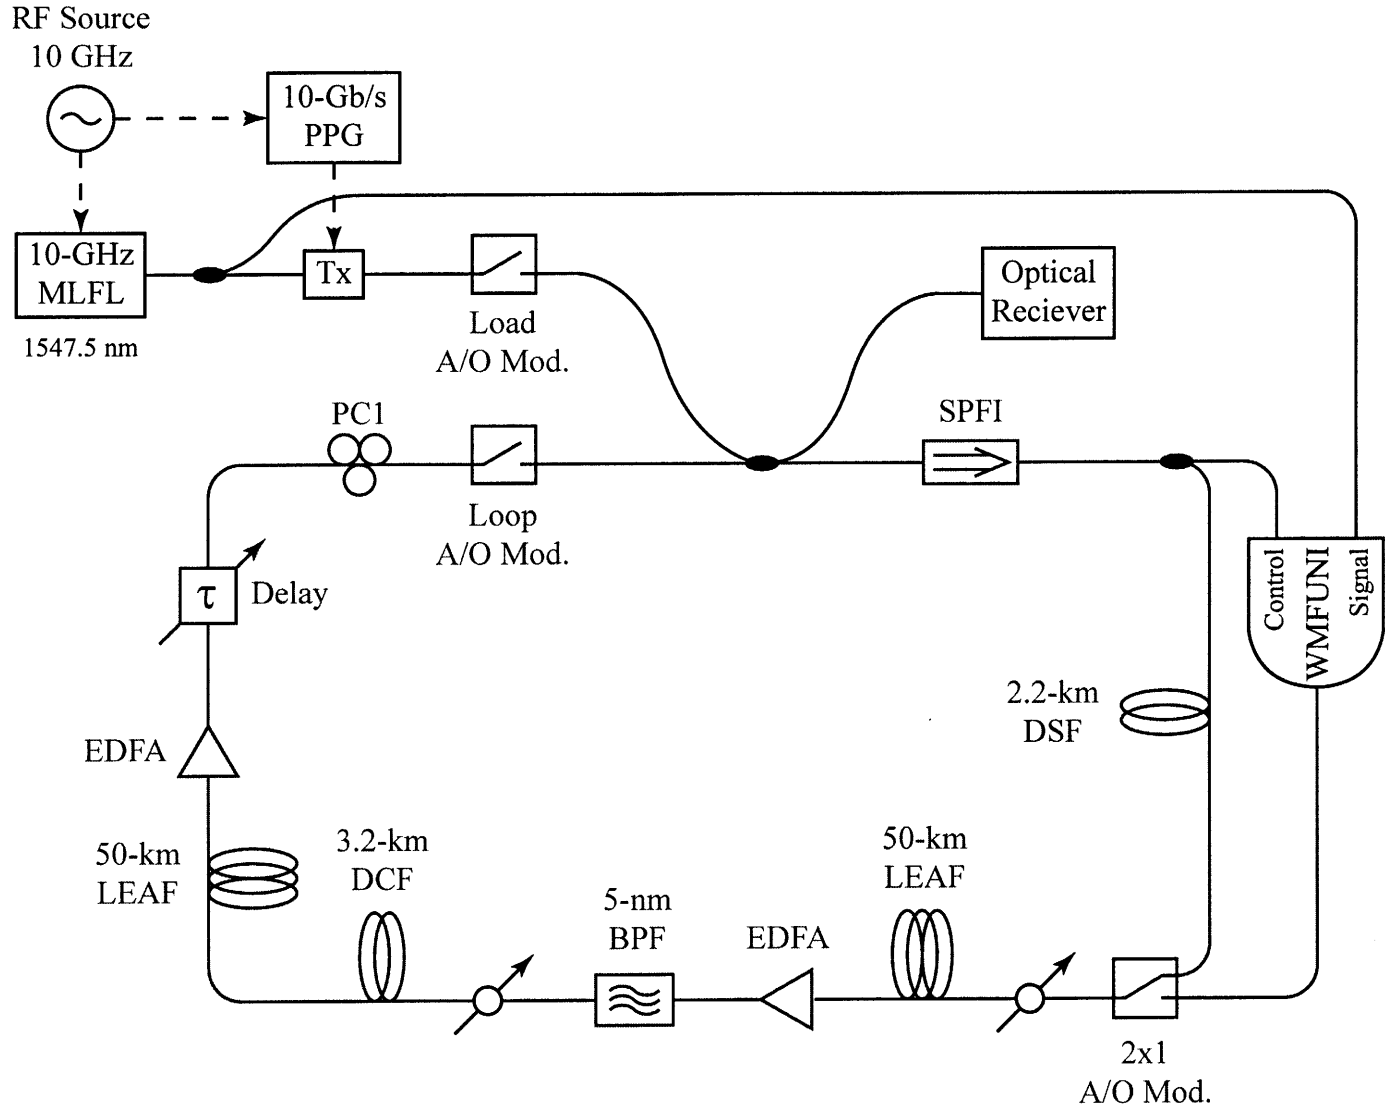 RF Source
10 GHz
10-Gb/s
PPG
10-GHz
MLFL
1547.5 nm
Tx
Load
A/O Mod.
Optical
Reciever
PC1
Loop
A/O Mod.
SPFI
Control
WMFUNI
Signal
τ
Delay
2.2-km
DSF
EDFA
50-km
LEAF
3.2-km
DCF
5-nm
BPF
EDFA
50-km
LEAF
2x1
A/O Mod.